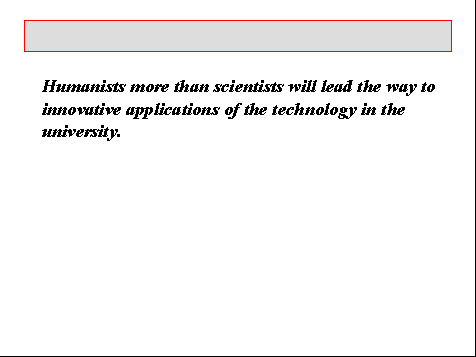 Humanists more than scientists will lead the way to
innovative applications of the technology in the
university.